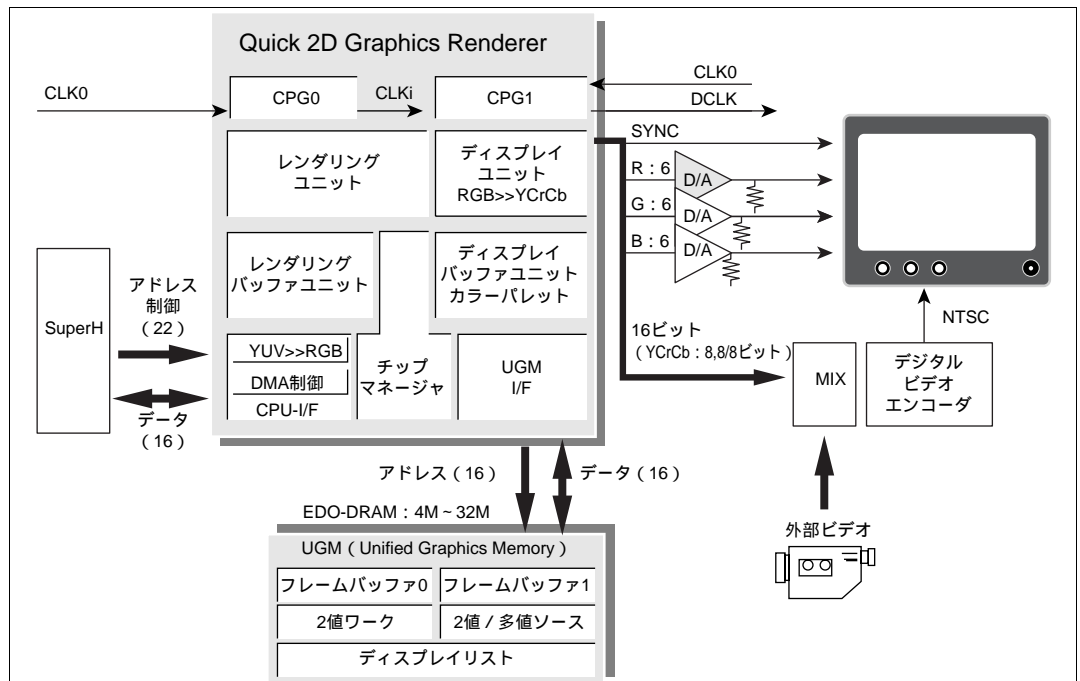 Quick 2D Graphics Renderer
CLK0
CPG0
CLKi
CPG1
CLK0
DCLK
レンダリング
ユニット
ディスプレイ
ユニット
RGB>>YCrCb
SYNC
R：6
D/A
G：6
D/A
B：6
D/A
レンダリング
バッファユニット
ディスプレイ
バッファユニット
カラーパレット
SuperH
アドレス
制御
（22）
データ
（16）
YUV>>RGB
DMA制御
CPU-I/F
チップ
マネージャ
UGM
I/F
16ビット
（YCrCb：8,8/8ビット）
MIX
NTSC
デジタル
ビデオ
エンコーダ
アドレス（16）
データ（16）
EDO-DRAM：4M～32M
外部ビデオ
UGM（Unified Graphics Memory）
フレームバッファ0
フレームバッファ1
2値ワーク
2値 / 多値ソース
ディスプレイリスト